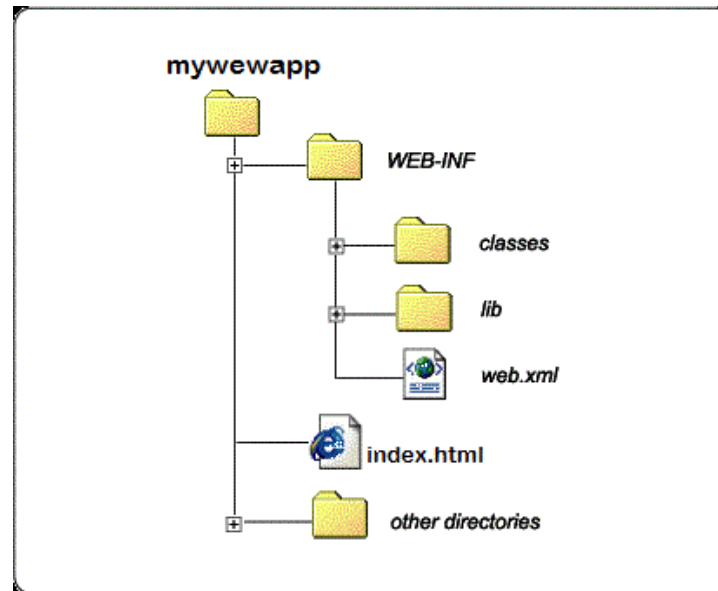 mywewapp
WEB-INF
classes
lib
web.xml
index.html
other directories